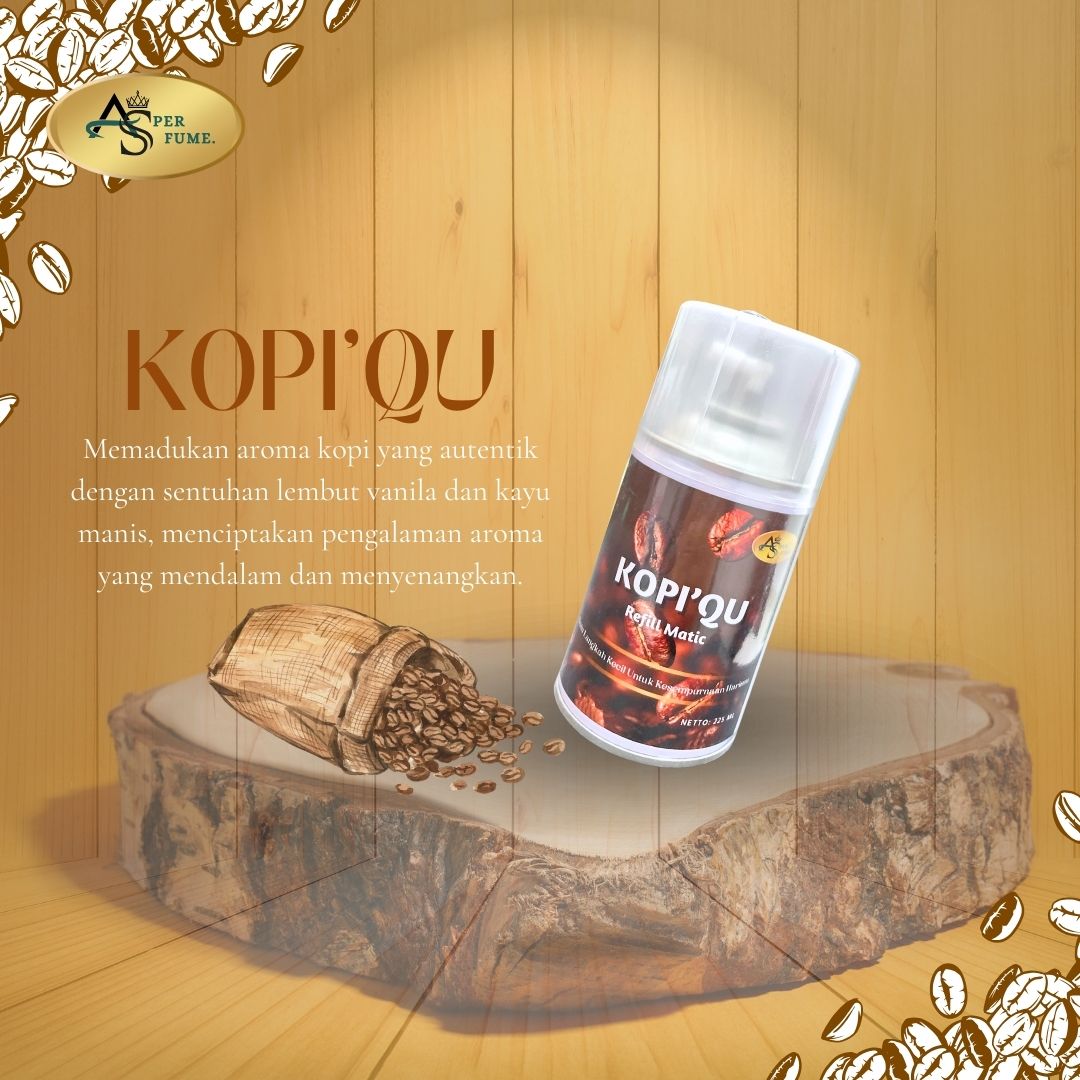 AS PER
FUME.
KOPI'QU
Memadukan aroma kopi yang autentik
dengan sentuhan lembut vanila dan kayu
manis, menciptakan pengalaman aroma
yang mendalam dan menyenangkan.
AS
KOPI'QU
Refill Matic
Langkah Kecil Untuk Kesempurnaan
NETTO: 225 ML